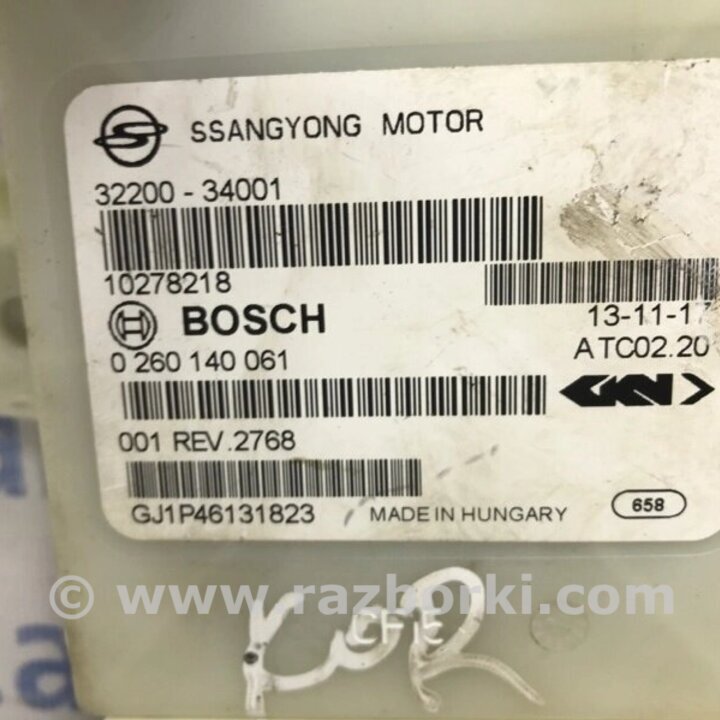 SSANGYONG MOTOR
32200 - 34001
10278218
BOSCH
13-11-17
0 260 140 061
ATC02.20
GKN
001 REV.2768
GJ1P46131823
MADE IN HUNGARY
658
© www.razborki.com